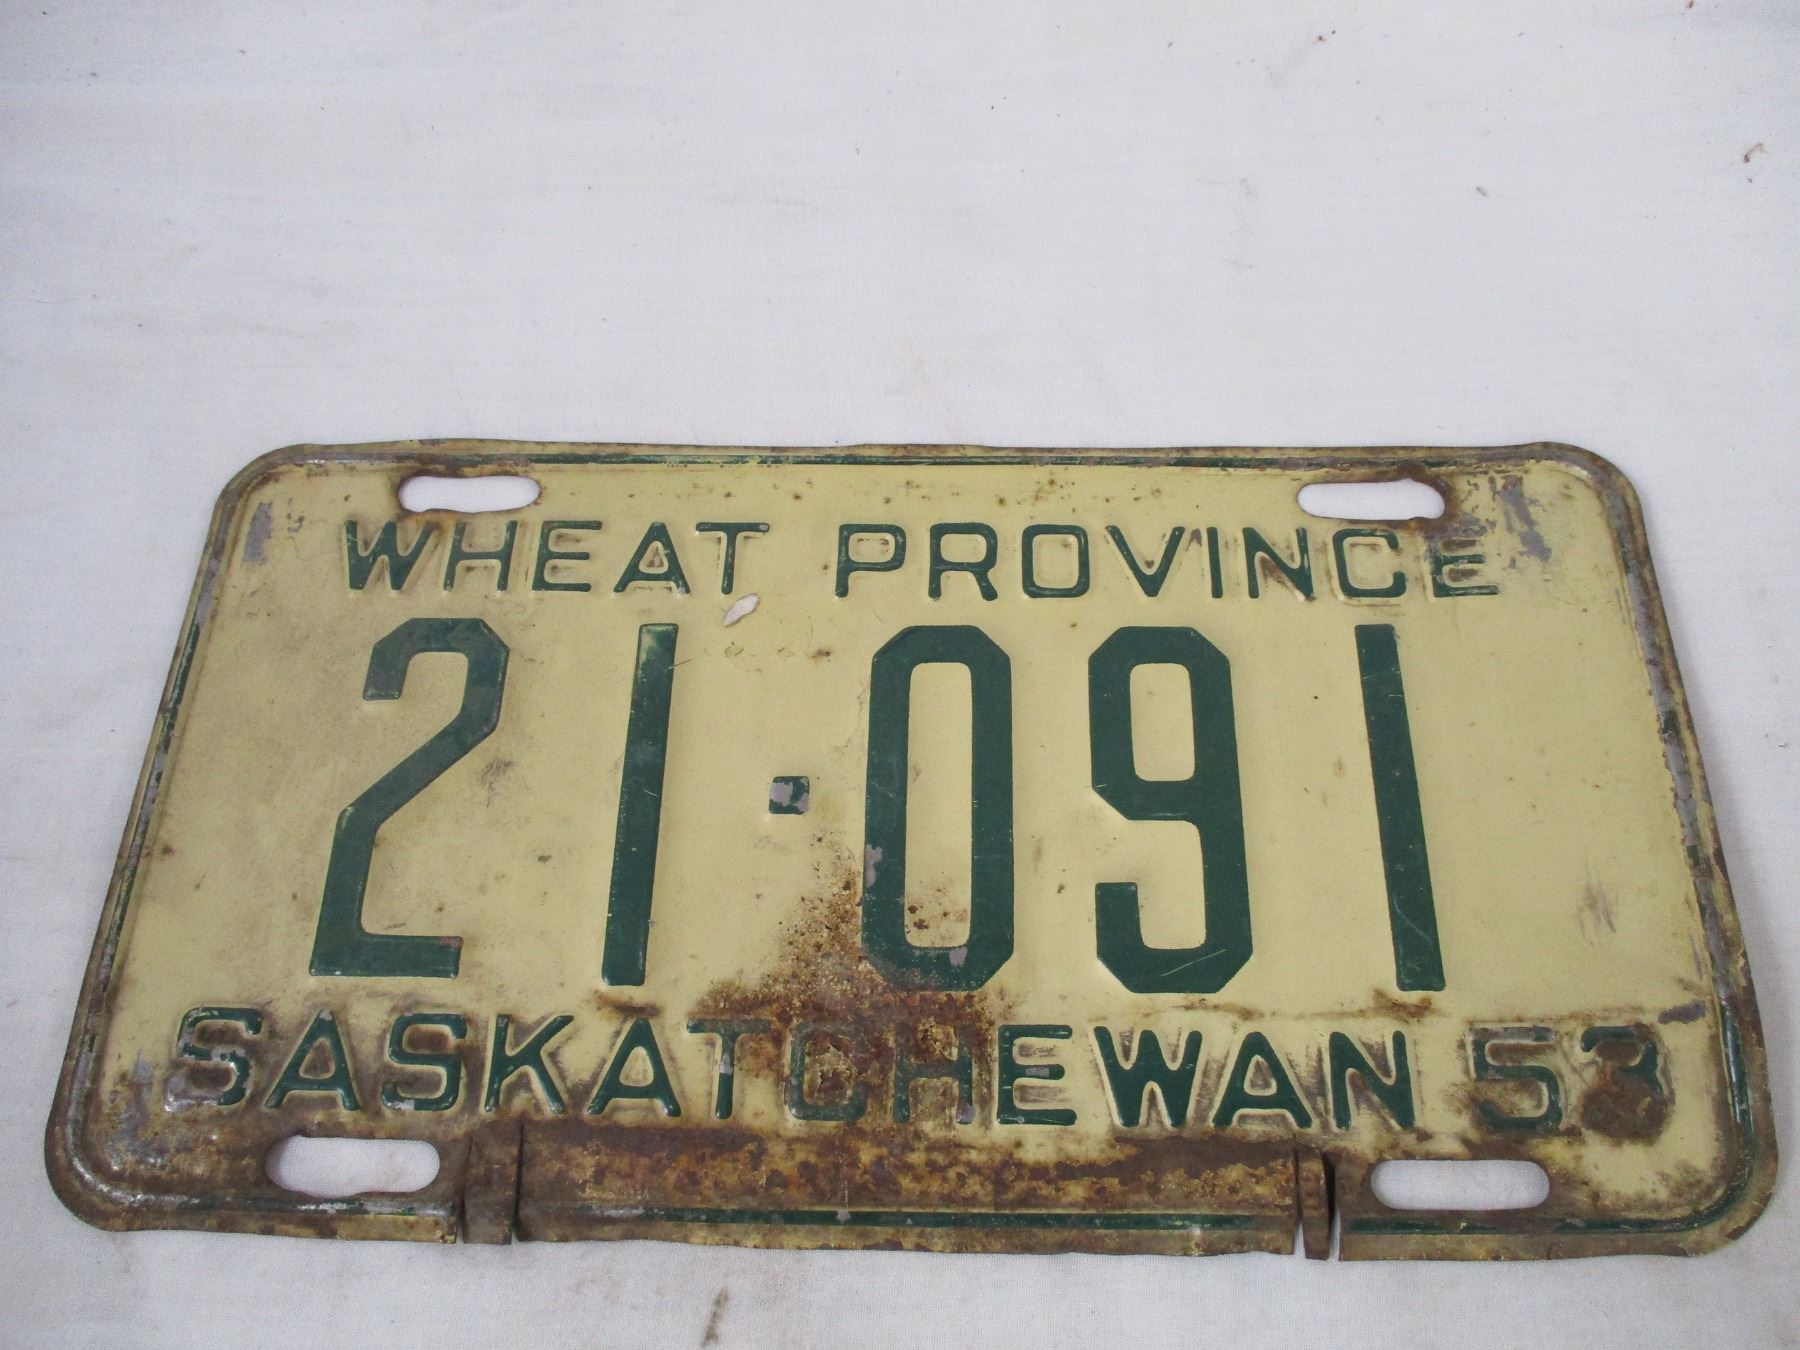 WHEAT PROVINCE
21·091
SASKATCHEWAN 53